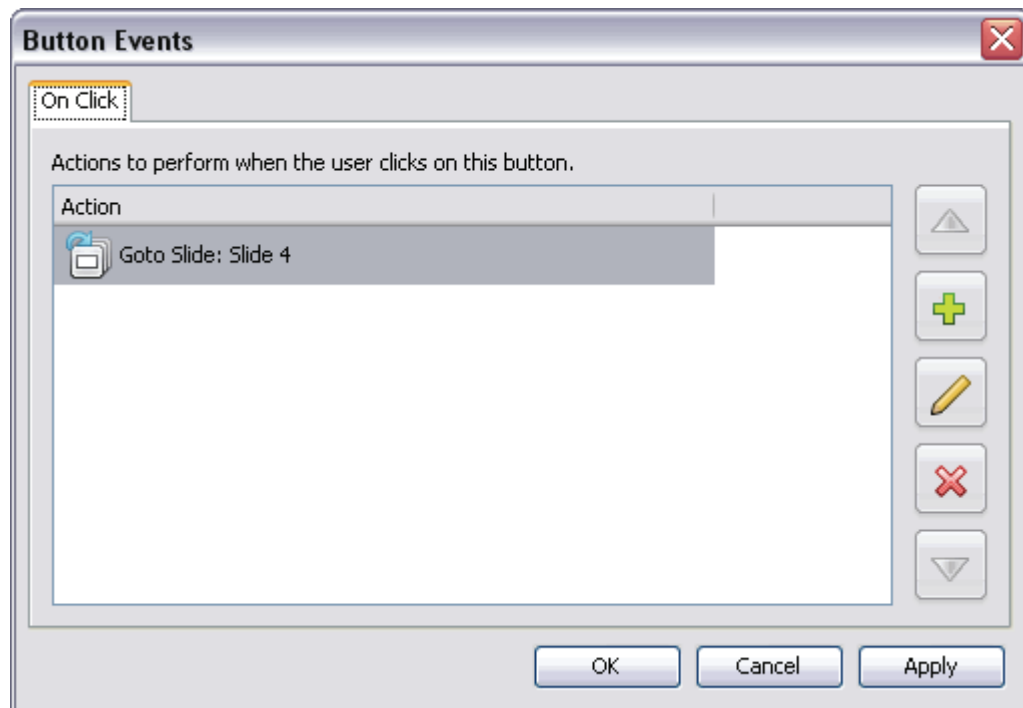 Button Events
On Click
Actions to perform when the user clicks on this button.
Action
Goto Slide: Slide 4
OK Cancel Apply